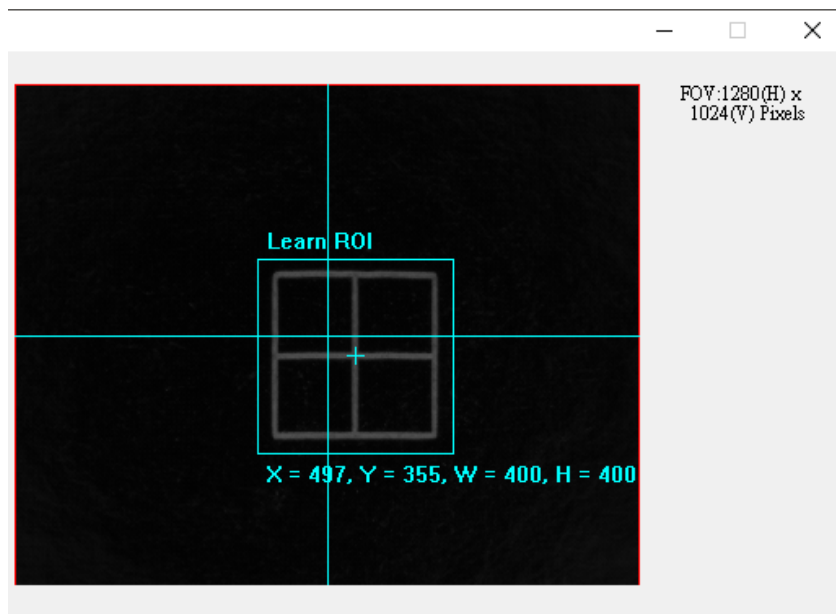 FOV:1280(H) x
1024(V) Pixels
Learn ROI
X = 497, Y = 355, W = 400, H = 400